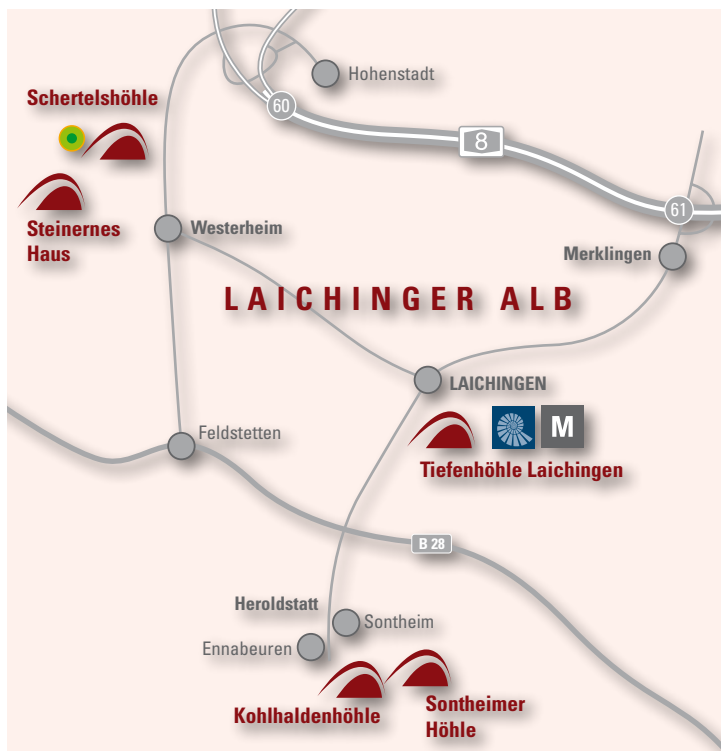 Hohenstadt
Schertelshöhle
60
8
61
Steinernes
Haus
Westerheim
Merklingen
LAICHINGER ALB
LAICHINGEN
Feldstetten
M
Tiefenhöhle Laichingen
B 28
Heroldstatt
Sontheim
Ennabeuren
Kohlhaldenhöhle
Sontheimer
Höhle